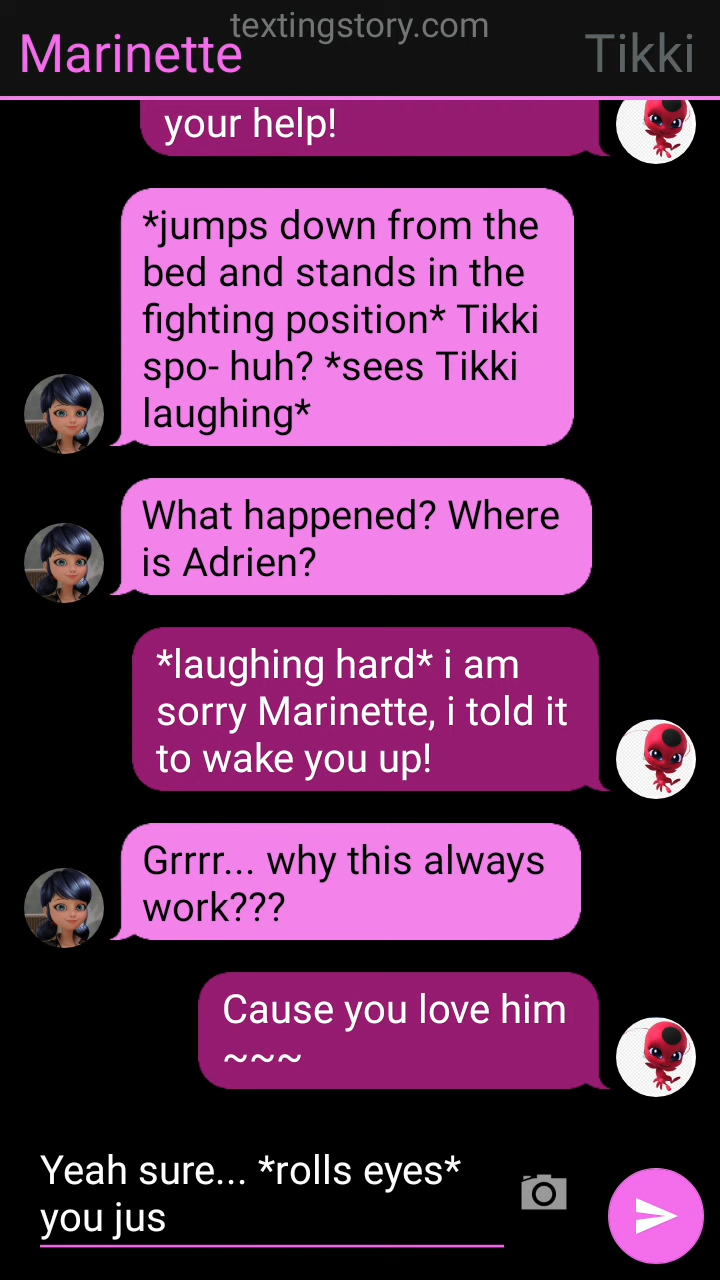 textingstory.com
Marinette
Tikki
your help!
*jumps down from the
bed and stands in the
fighting position* Tikki
spo- huh? *sees Tikki
laughing*
What happened? Where
is Adrien?
*laughing hard* i am
sorry Marinette, i told it
to wake you up!
Grrrr... why this always
work???
Cause you love him
~~~
Yeah sure... *rolls eyes*
you jus